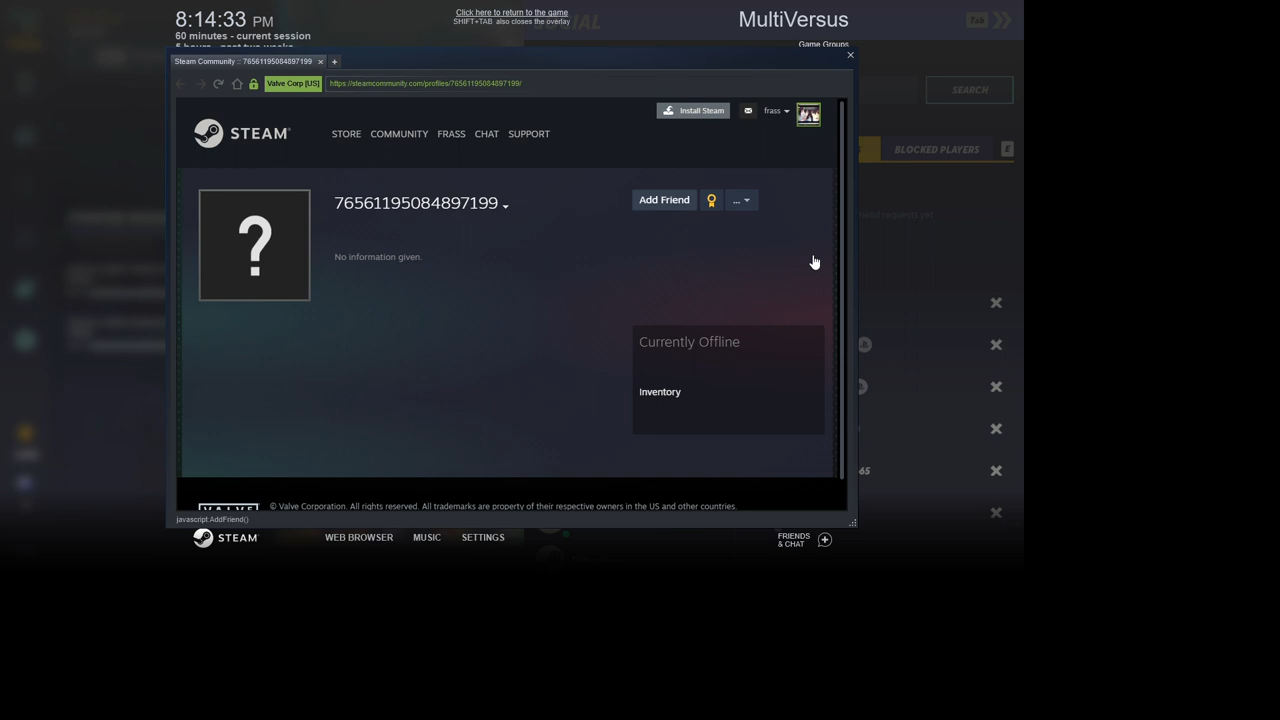 8:14:33 PM
60 minutes - current session
Click here to return to the game
SHIFT+TAB also closes the overlay
MultiVersus
Tab
Game Groups
Steam Community :: 76561195084897199
Valve Corp [US]
https://steamcommunity.com/profiles/76561195084897199/
SEARCH
Install Steam
frass
STEAM
STORE
COMMUNITY
FRASS
CHAT
SUPPORT
BLOCKED PLAYERS
E
76561195084897199
Add Friend
...
No information given.
Currently Offline
Inventory
65
VALVE
© Valve Corporation. All rights reserved. All trademarks are property of their respective owners in the US and other countries.
javascript:AddFriend()
STEAM
WEB BROWSER
MUSIC
SETTINGS
FRIENDS
& CHAT